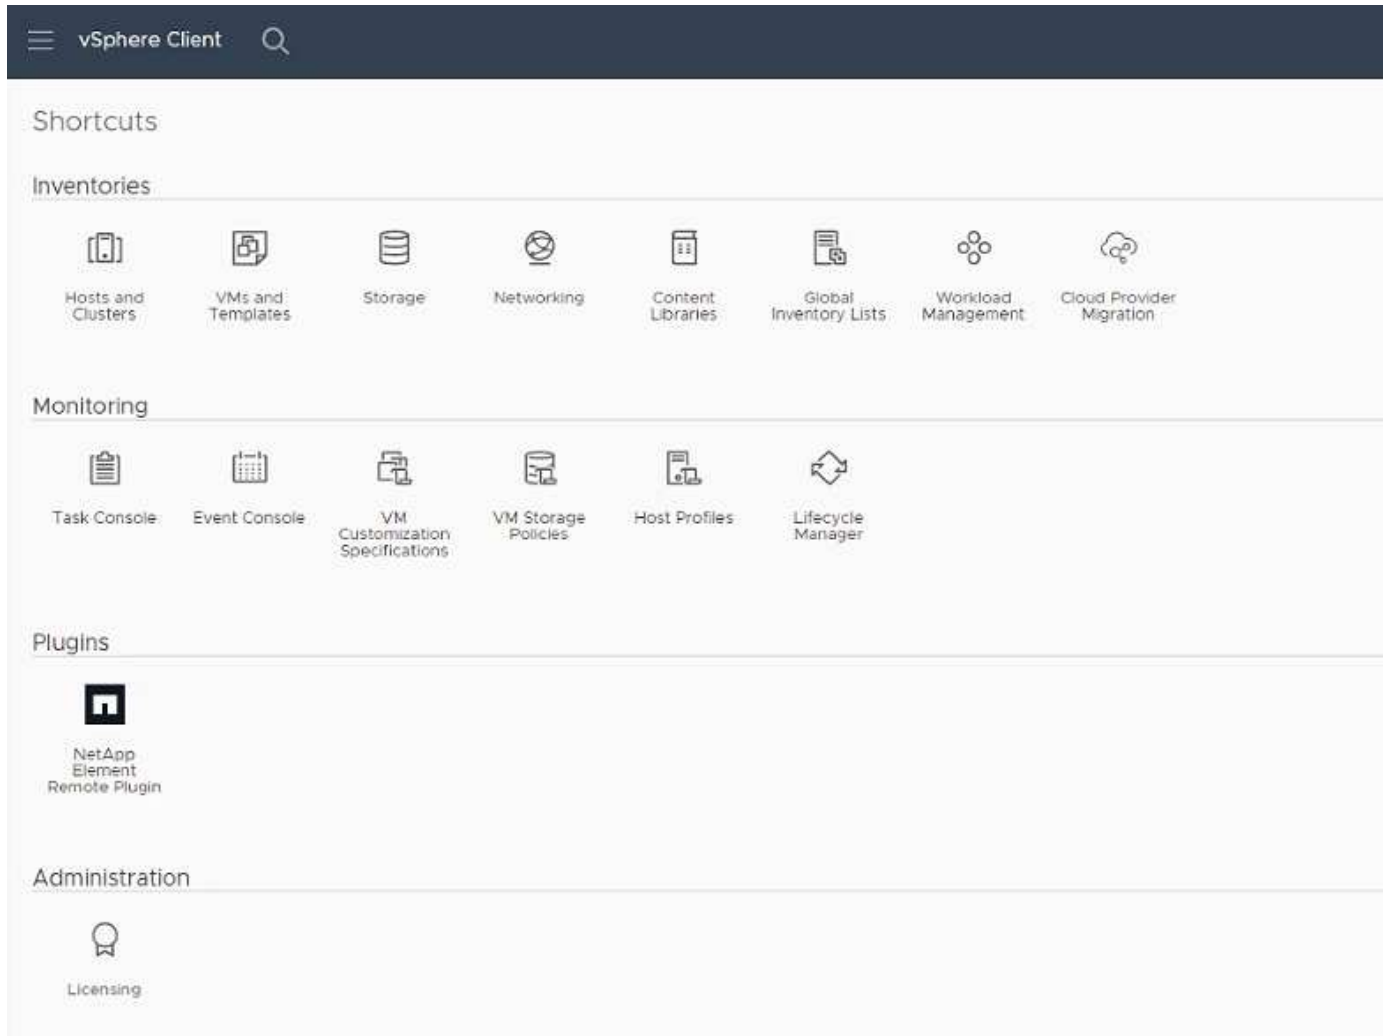 vSphere Client
Shortcuts
Inventories
Hosts and
Clusters
VMs and
Templates
Storage
Networking
Content
Libraries
Global
Inventory Lists
Workload
Management
Cloud Provider
Migration
Monitoring
Task Console
Event Console
VM
Customization
Specifications
VM Storage
Policies
Host Profiles
Lifecycle
Manager
Plugins
NetApp
Element
Remote Plugin
Administration
Licensing